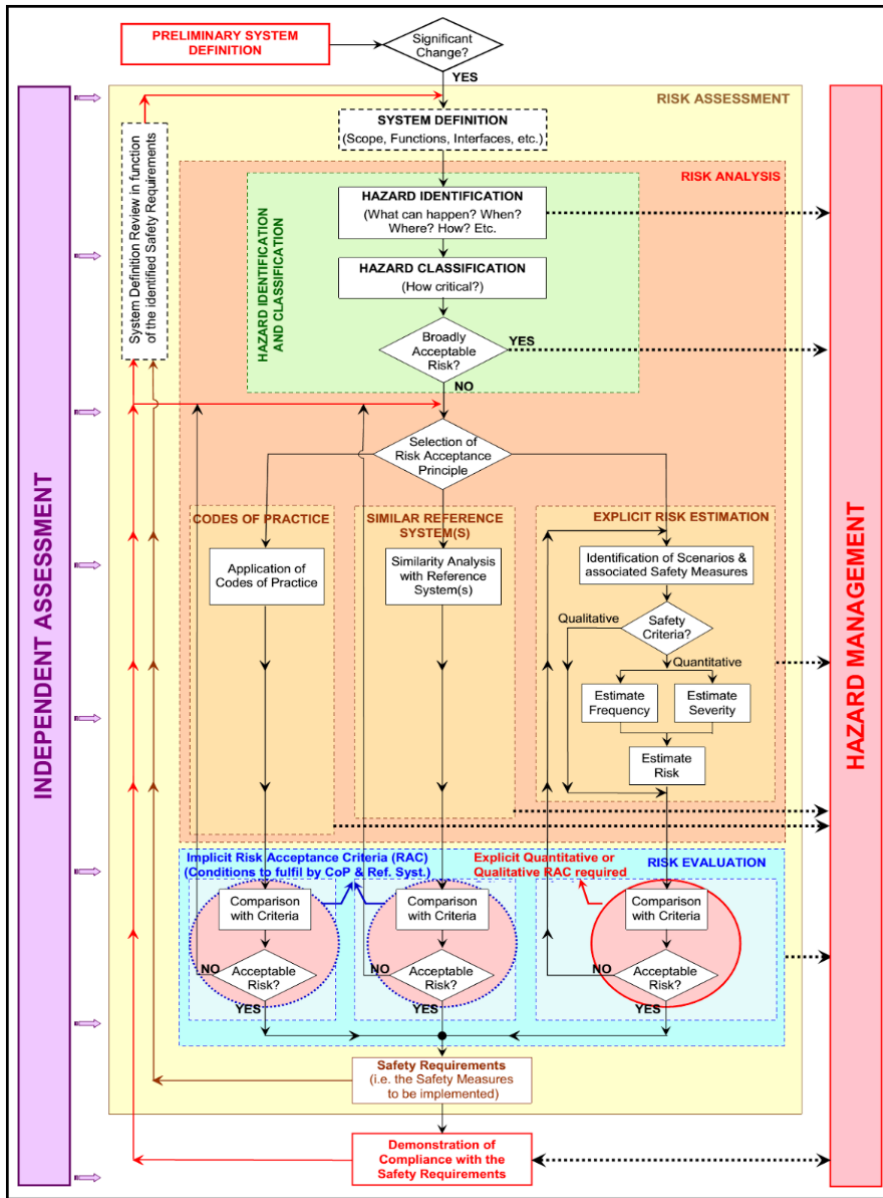 PRELIMINARY SYSTEM
DEFINITION
Significant
Change?
YES
RISK ASSESSMENT
SYSTEM DEFINITION
(Scope, Functions, Interfaces, etc.)
System Definition Review in function
of the identified Safety Requirements
RISK ANALYSIS
HAZARD IDENTIFICATION
AND CLASSIFICATION
HAZARD IDENTIFICATION
(What can happen? When?
Where? How? Etc.
HAZARD CLASSIFICATION
(How critical?)
Broadly
Acceptable
Risk?
YES
NO
Selection of
Risk Acceptance
Principle
INDEPENDENT ASSESSMENT
HAZARD MANAGEMENT
CODES OF PRACTICE
Application of
Codes of Practice
SIMILAR REFERENCE
SYSTEM(S)
Similarity Analysis
with Reference
System(s)
EXPLICIT RISK ESTIMATION
Identification of Scenarios &
associated Safety Measures
Qualitative
Safety
Criteria?
Quantitative
Estimate
Frequency
Estimate
Severity
Estimate
Risk
Implicit Risk Acceptance Criteria (RAC)
(Conditions to fulfil by CoP & Ref. Syst.)
Explicit Quantitative or
Qualitative RAC required
RISK EVALUATION
Comparison
with Criteria
NO
Acceptable
Risk?
YES
Comparison
with Criteria
NO
Acceptable
Risk?
YES
Comparison
with Criteria
NO
Acceptable
Risk?
YES
Safety Requirements
(i.e. the Safety Measures
to be implemented)
Demonstration of
Compliance with the
Safety Requirements